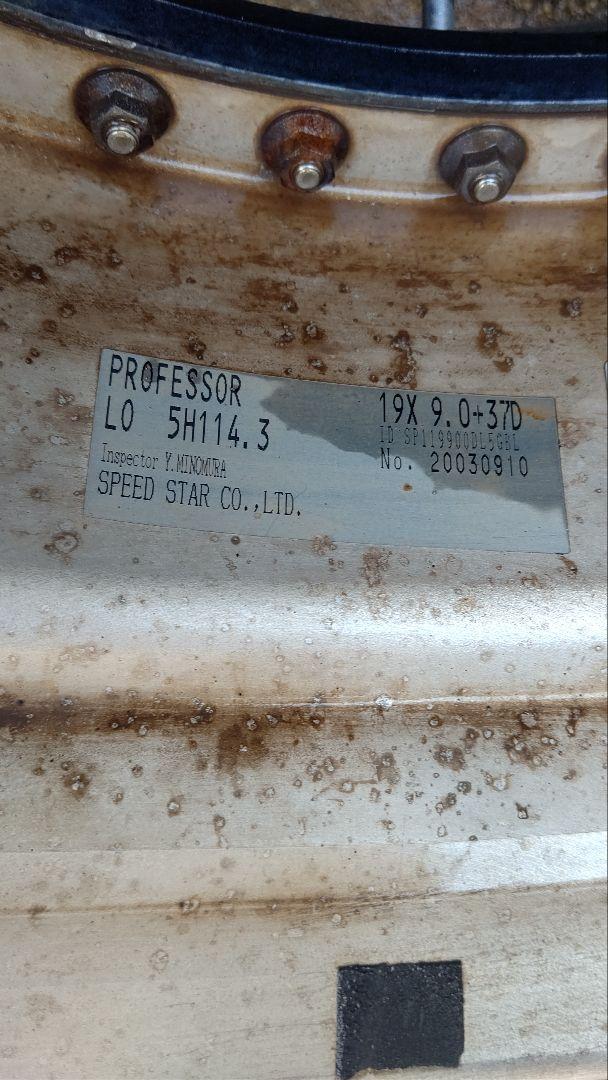 PROFESSOR
LO 5H114.3
Inspector Y.MINOMURA
SPEED STAR CO.,LTD.
19X 9.0+37D
ID:SP119900DL5GBL
No. 20030910